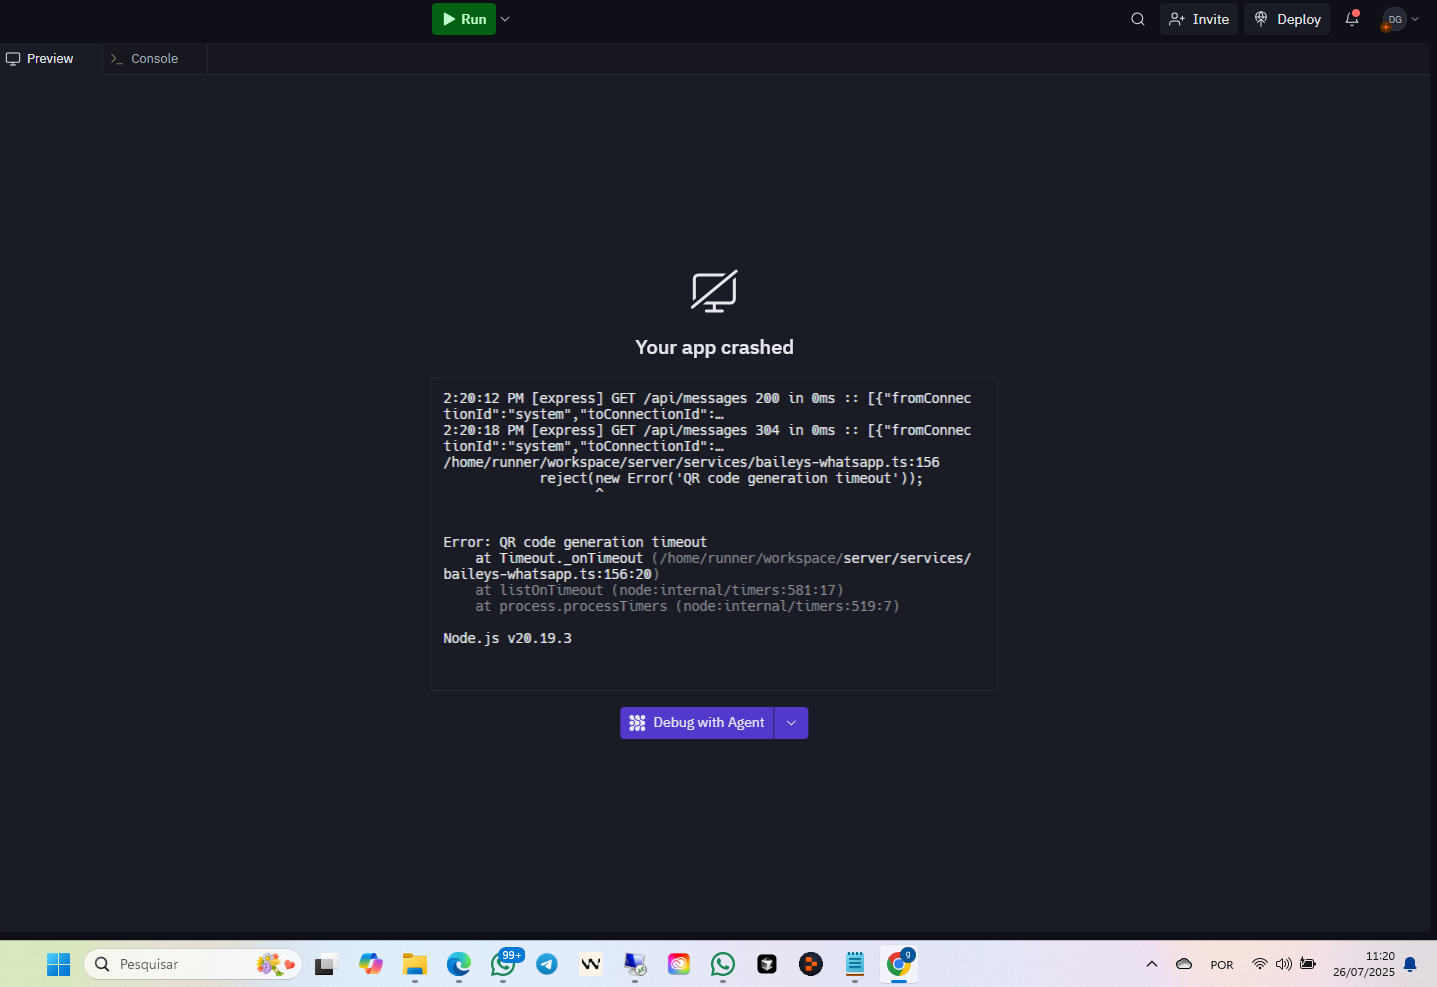 Run
Invite
Deploy
DG
Preview
Console
Your app crashed
2:20:12 PM [express] GET /api/messages 200 in 0ms :: [{"fromConnec
tionId":"system","toConnectionId":…
2:20:18 PM [express] GET /api/messages 304 in 0ms :: [{"fromConnec
tionId":"system","toConnectionId":…
/home/runner/workspace/server/services/baileys-whatsapp.ts:156
            reject(new Error('QR code generation timeout'));
                   ^
Error: QR code generation timeout
    at Timeout._onTimeout (/home/runner/workspace/server/services/
baileys-whatsapp.ts:156:20)
    at listOnTimeout (node:internal/timers:581:17)
    at process.processTimers (node:internal/timers:519:7)
Node.js v20.19.3
Debug with Agent
Pesquisar
99+
9
POR
11:20
26/07/2025